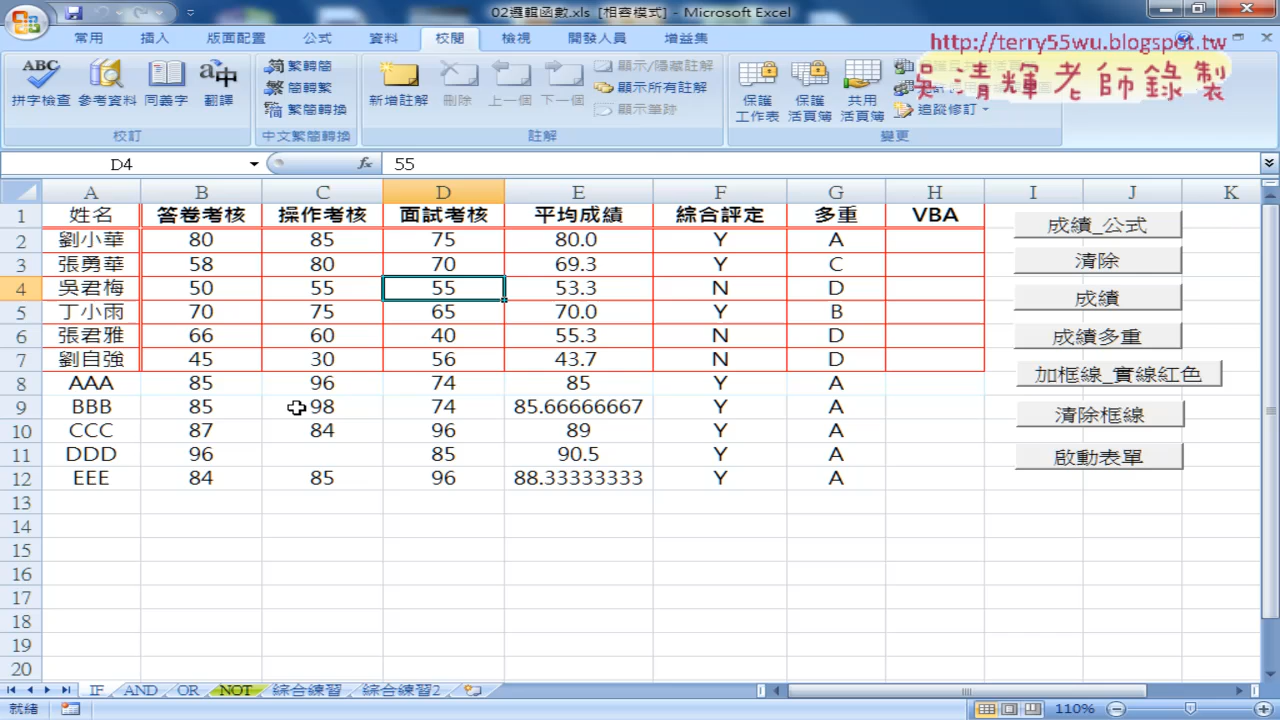 02邏輯函數.xls [相容模式] - Microsoft Excel
常用 插入 版面配置 公式 資料 校閱 檢視 開發人員 增益集
http://terry55wu.blogspot.tw
吳清輝老師錄製
拼字檢查 參考資料 同義字 翻譯 繁轉簡 簡轉繁 繁簡轉換 新增註解 刪除 上一個 下一個 顯示/隱藏註解 顯示所有註解 顯示筆跡 保護工作表 保護活頁簿 共用活頁簿 追蹤修訂
校訂 中文繁簡轉換 註解 變更
D4 fx 55
A B C D E F G H I J K
1 姓名 答卷考核 操作考核 面試考核 平均成績 綜合評定 多重 VBA
2 劉小華 80 85 75 80.0 Y A
3 張勇華 58 80 70 69.3 Y C
4 吳君梅 50 55 55 53.3 N D
5 丁小雨 70 75 65 70.0 Y B
6 張君雅 66 60 40 55.3 N D
7 劉自強 45 30 56 43.7 N D
8 AAA 85 96 74 85 Y A
9 BBB 85 98 74 85.66666667 Y A
10 CCC 87 84 96 89 Y A
11 DDD 96 85 90.5 Y A
12 EEE 84 85 96 88.33333333 Y A
13
14
15
16
17
18
19
20
成績_公式
清除
成績
成績多重
加框線_實線紅色
清除框線
啟動表單
IF AND OR NOT 綜合練習 綜合練習2
就緒 110%